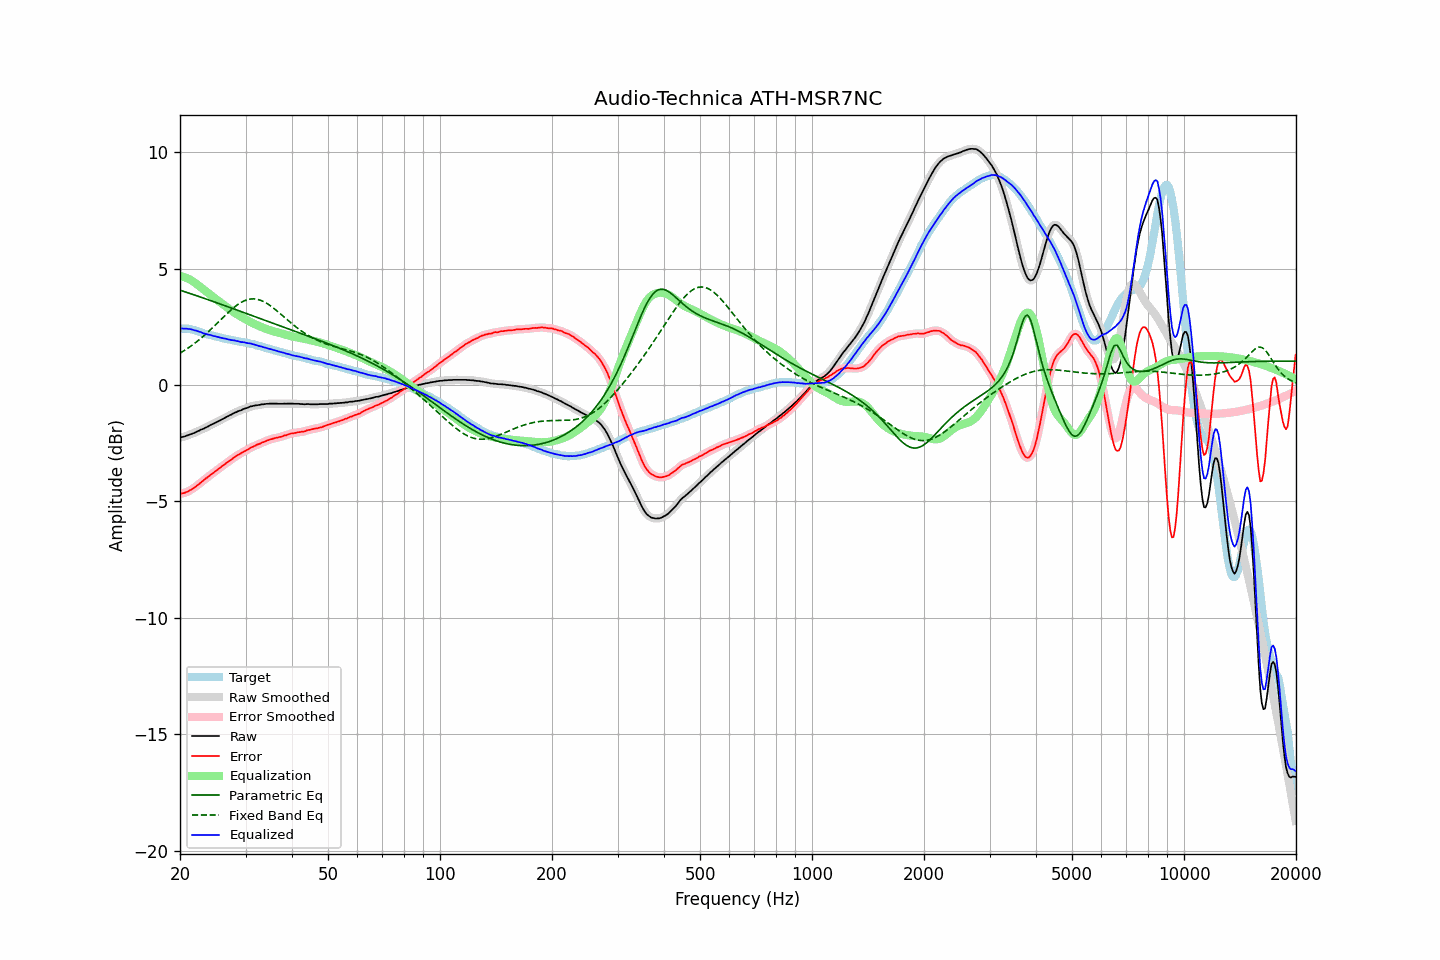 Audio-Technica ATH-MSR7NC
10
5
0
−5
−10
−15
−20
Amplitude (dBr)
Target
Raw Smoothed
Error Smoothed
Raw
Error
Equalization
Parametric Eq
Fixed Band Eq
Equalized
20 50 100 200 500 1000 2000 5000 10000 20000
Frequency (Hz)